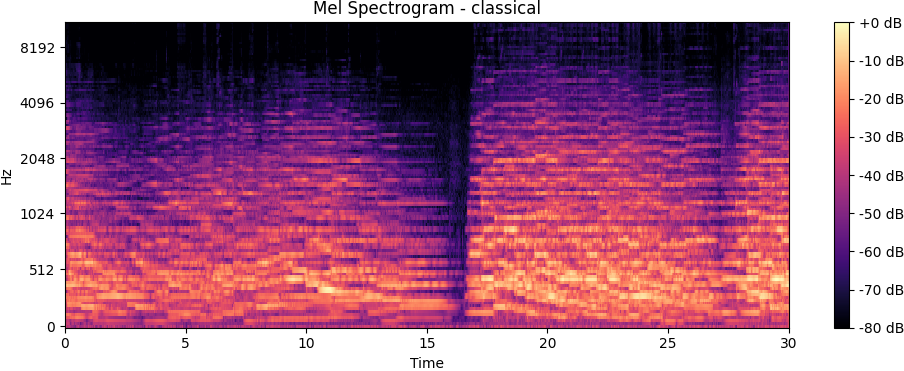 Mel Spectrogram - classical
Hz
8192
4096
2048
1024
512
0
0 5 10 15 20 25 30
Time
+0 dB
-10 dB
-20 dB
-30 dB
-40 dB
-50 dB
-60 dB
-70 dB
-80 dB